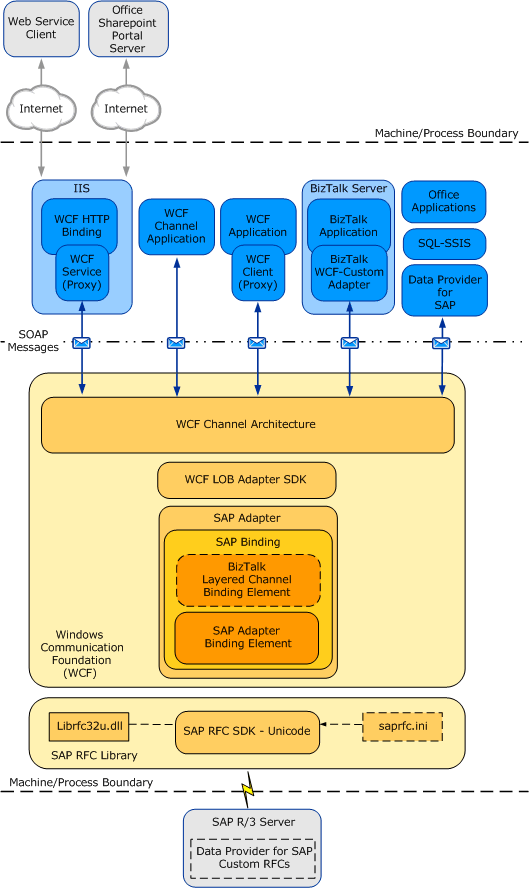 Web Service
Client
Office
Sharepoint
Portal
Server
Internet
Internet
Machine/Process Boundary
IIS
WCF HTTP
Binding
WCF
Service
(Proxy)
WCF
Channel
Application
WCF
Application
WCF
Client
(Proxy)
BizTalk Server
BizTalk
Application
BizTalk
WCF-Custom
Adapter
Office
Applications
SQL-SSIS
Data Provider
for
SAP
SOAP
Messages
WCF Channel Architecture
WCF LOB Adapter SDK
SAP Adapter
SAP Binding
BizTalk
Layered Channel
Binding Element
SAP Adapter
Binding Element
Windows
Communication
Foundation
(WCF)
Librfc32u.dll
SAP RFC SDK - Unicode
saprfc.ini
SAP RFC Library
Machine/Process Boundary
SAP R/3 Server
Data Provider for SAP
Custom RFCs